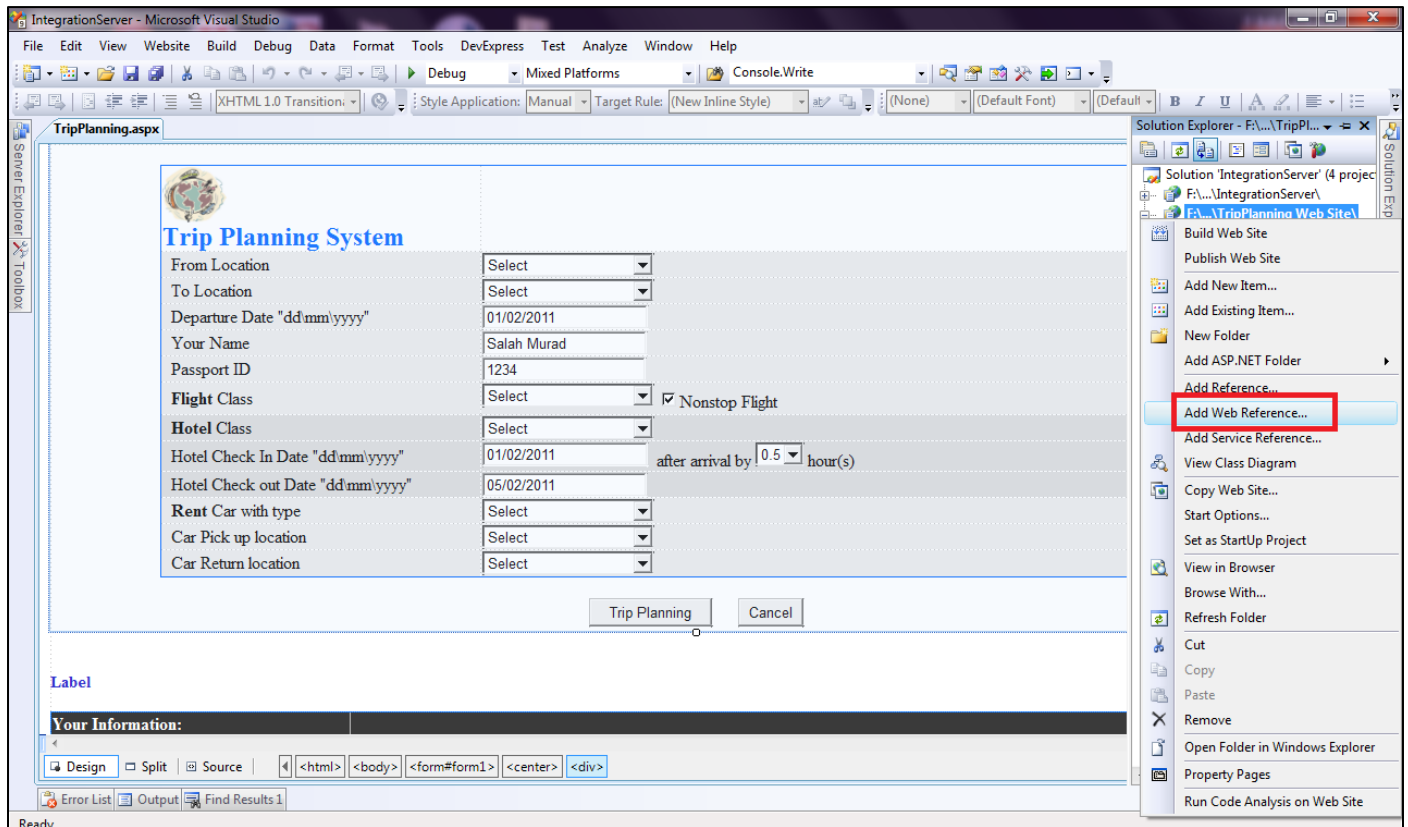 IntegrationServer - Microsoft Visual Studio
File Edit View Website Build Debug Data Format Tools DevExpress Test Analyze Window Help
Debug Mixed Platforms Console.Write
XHTML 1.0 Transition Style Application: Manual Target Rule: (New Inline Style) ab/ (None) (Default Font) (Default B I U A
TripPlanning.aspx
Server Explorer
Toolbox
Trip Planning System
From Location Select
To Location Select
Departure Date "dd\mm\yyyy" 01/02/2011
Your Name Salah Murad
Passport ID 1234
Flight Class Select Nonstop Flight
Hotel Class Select
Hotel Check In Date "dd\mm\yyyy" 01/02/2011 after arrival by 0.5 hour(s)
Hotel Check out Date "dd\mm\yyyy" 05/02/2011
Rent Car with type Select
Car Pick up location Select
Car Return location Select
Trip Planning Cancel
Label
Your Information:
Design Split Source <html> <body> <form#form1> <center> <div>
Error List Output Find Results 1
Ready
Solution Explorer - F:\...\TripPl...
Solution 'IntegrationServer' (4 projec
F:\...\IntegrationServer\
F:\...\TripPlanning Web Site\
Solution Exp
Build Web Site
Publish Web Site
Add New Item...
Add Existing Item...
New Folder
Add ASP.NET Folder
Add Reference...
Add Web Reference...
Add Service Reference...
View Class Diagram
Copy Web Site...
Start Options...
Set as StartUp Project
View in Browser
Browse With...
Refresh Folder
Cut
Copy
Paste
Remove
Open Folder in Windows Explorer
Property Pages
Run Code Analysis on Web Site